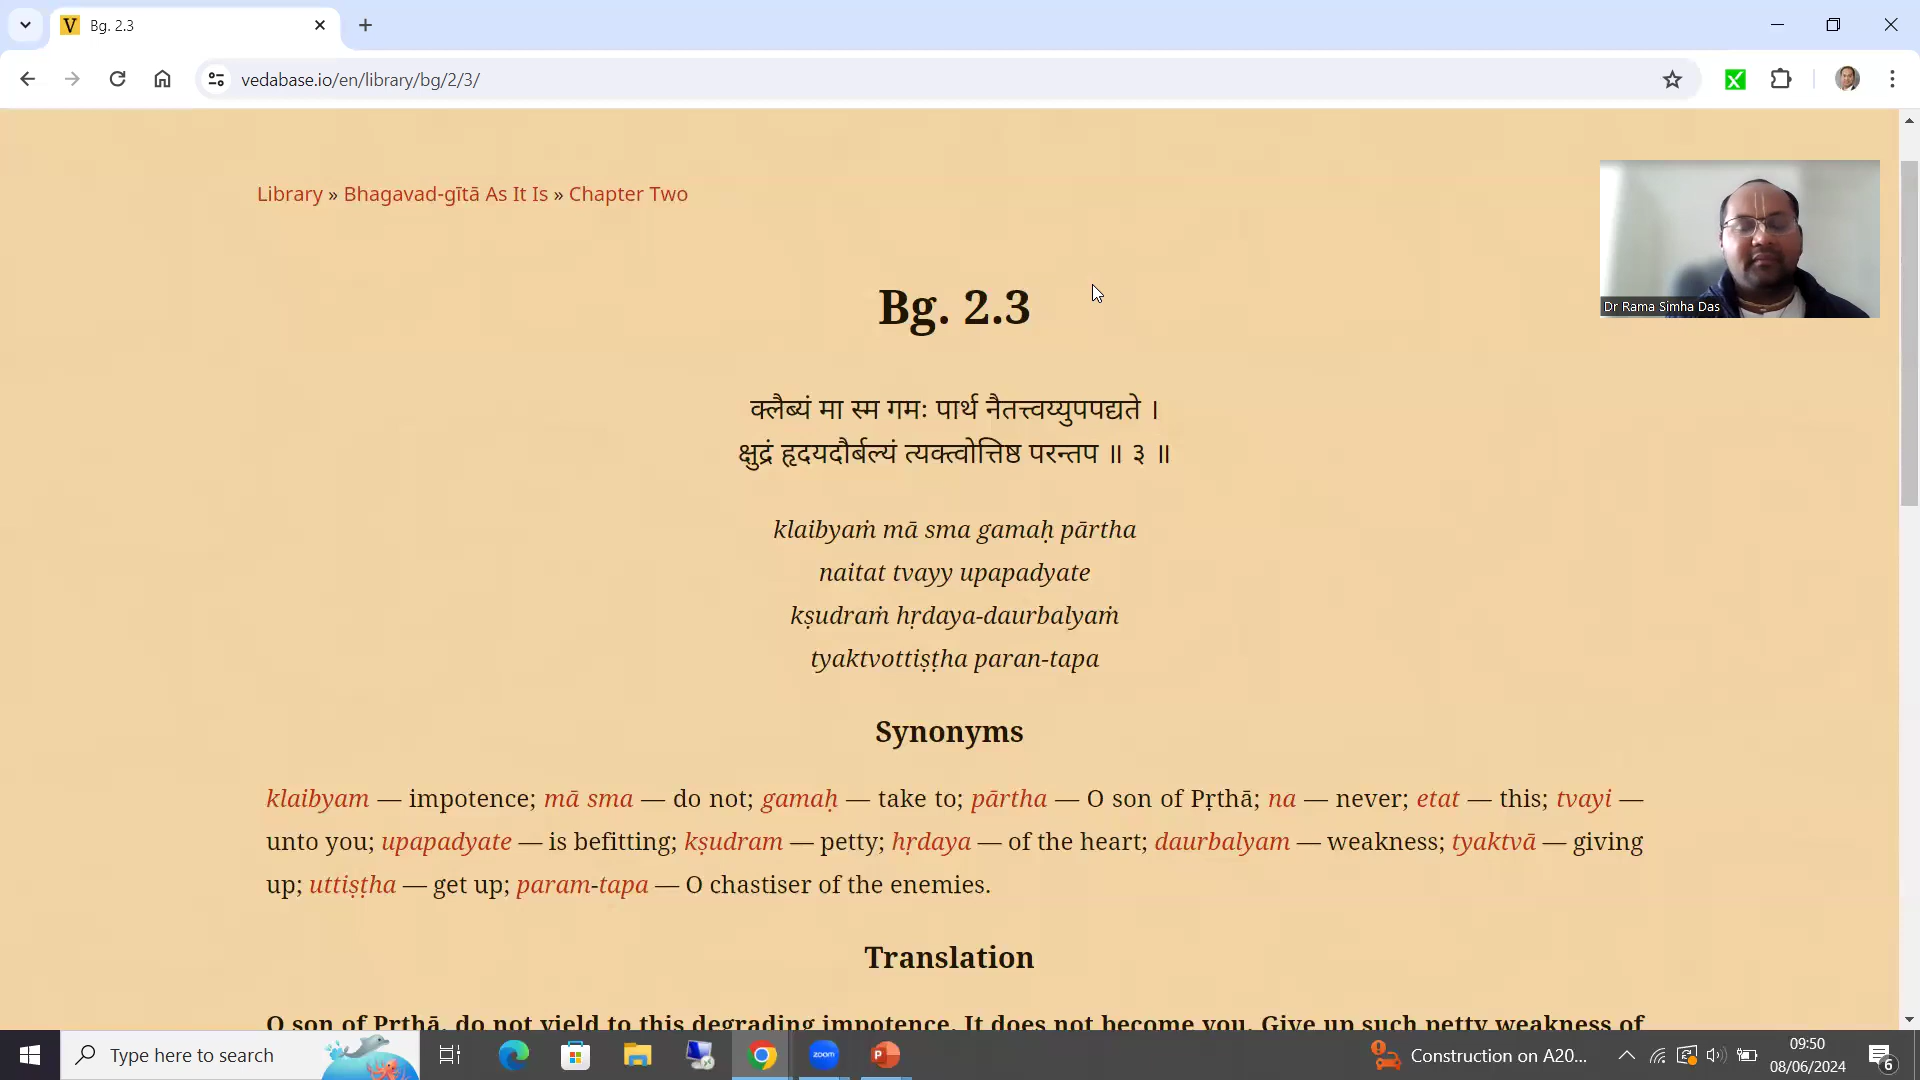 Bg. 2.3
vedabase.io/en/library/bg/2/3/
Library » Bhagavad-gītā As It Is » Chapter Two
Dr Rama Simha Das
Bg. 2.3
क्लैब्यं मा स्म गमः पार्थ नैतत्त्वय्युपपद्यते ।
क्षुद्रं हृदयदौर्बल्यं त्यक्त्वोत्तिष्ठ परन्तप ॥ ३ ॥
klaibyaṁ mā sma gamaḥ pārtha
naitat tvayy upapadyate
kṣudraṁ hṛdaya-daurbalyaṁ
tyaktvottiṣṭha paran-tapa
Synonyms
klaibyam — impotence; mā sma — do not; gamaḥ — take to; pārtha — O son of Pṛthā; na — never; etat — this; tvayi —
unto you; upapadyate — is befitting; kṣudram — petty; hṛdaya — of the heart; daurbalyam — weakness; tyaktvā — giving
up; uttiṣṭha — get up; param-tapa — O chastiser of the enemies.
Translation
O son of Pṛthā, do not yield to this degrading impotence. It does not become you. Give up such petty weakness of
Type here to search
zoom
Construction on A20...
09:50
08/06/2024
6